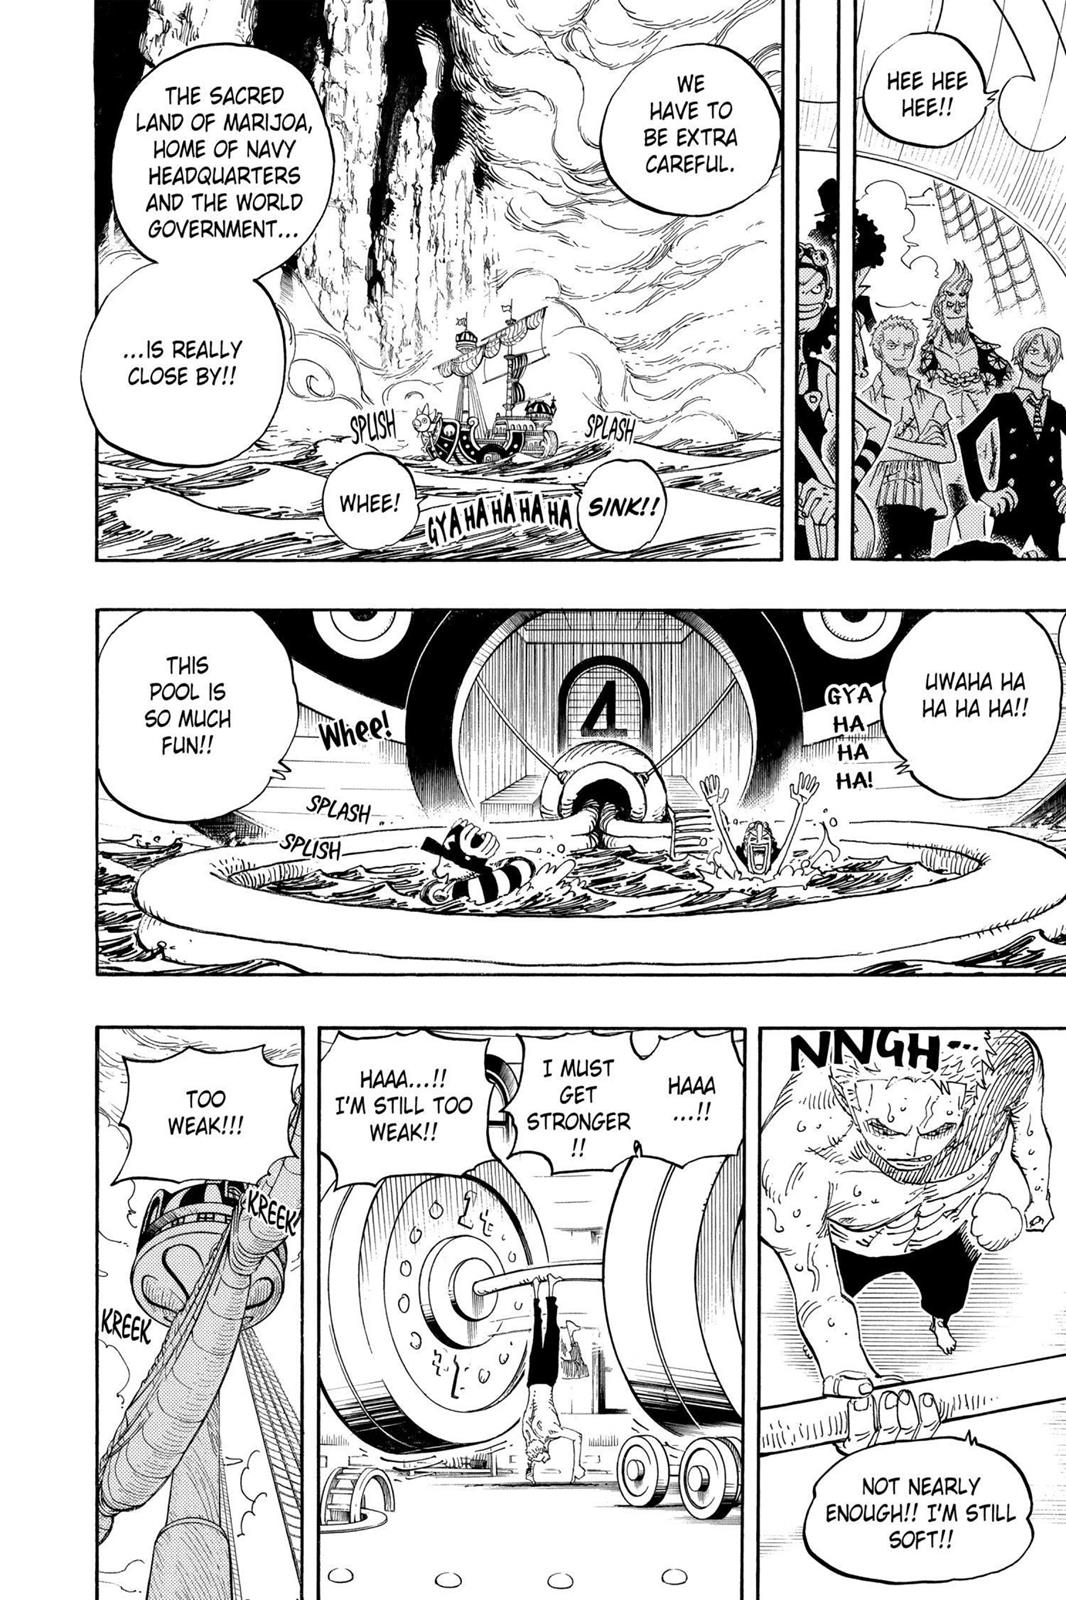 HEE HEE
HEE!!
WE
HAVE TO
BE EXTRA
CAREFUL.
THE SACRED
LAND OF MARIJOA,
HOME OF NAVY
HEADQUARTERS
AND THE WORLD
GOVERNMENT...
...IS REALLY
CLOSE BY!!
SPLISH
SPLASH
WHEE!
GYA HA HA HA HA
SINK!!
UWAHA HA
HA HA HA!!
GYA
HA
HA
HA!
THIS
POOL IS
SO MUCH
FUN!!
Whee!
SPLASH
SPLISH
4
NNGH...
NOT NEARLY
ENOUGH!! I'M STILL
SOFT!!
HAAA
...!!
I MUST
GET
STRONGER
!!
HAAA...!!
I'M STILL TOO
WEAK!!
14
TOO
WEAK!!!
KREEK
KREEK